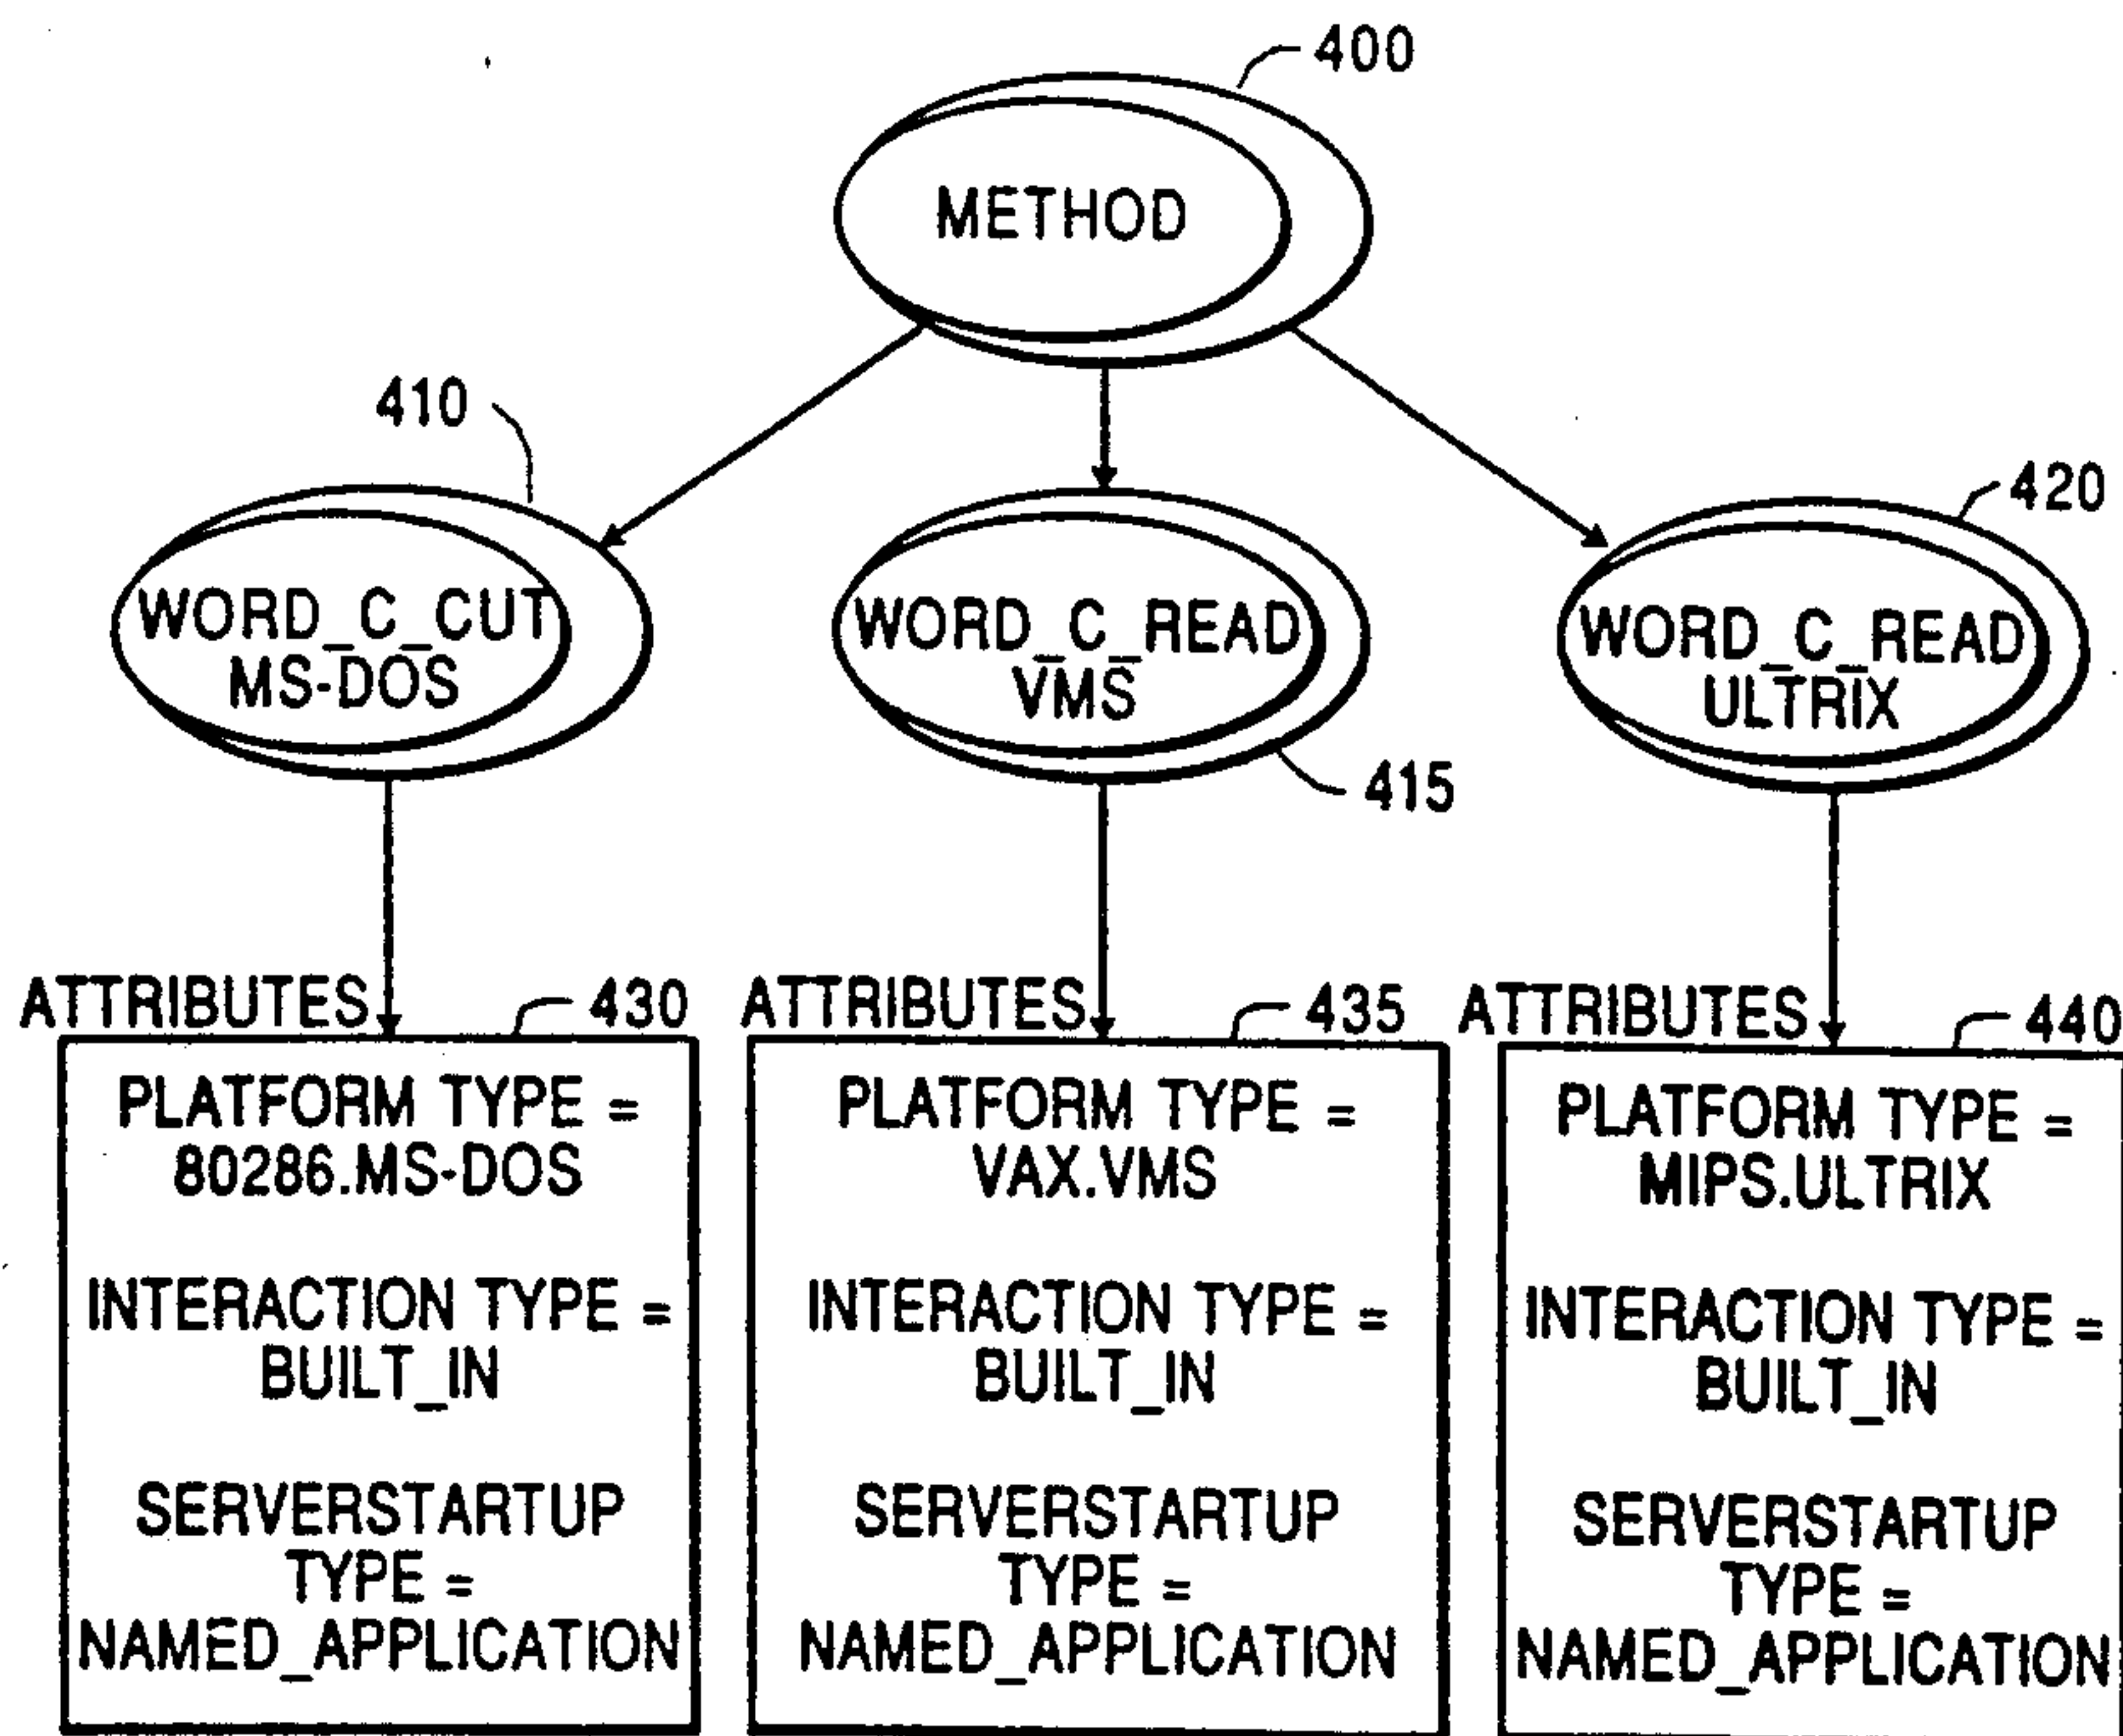 400
METHOD
410
420
WORD_C_CUT
MS-DOS
WORD_C_READ
VMS
WORD_C_READ
ULTRIX
415
ATTRIBUTES
430
PLATFORM TYPE =
80286.MS-DOS
INTERACTION TYPE =
BUILT_IN
SERVERSTARTUP
TYPE =
NAMED_APPLICATION
ATTRIBUTES
435
PLATFORM TYPE =
VAX.VMS
INTERACTION TYPE =
BUILT_IN
SERVERSTARTUP
TYPE =
NAMED_APPLICATION
ATTRIBUTES
440
PLATFORM TYPE =
MIPS.ULTRIX
INTERACTION TYPE =
BUILT_IN
SERVERSTARTUP
TYPE =
NAMED_APPLICATION